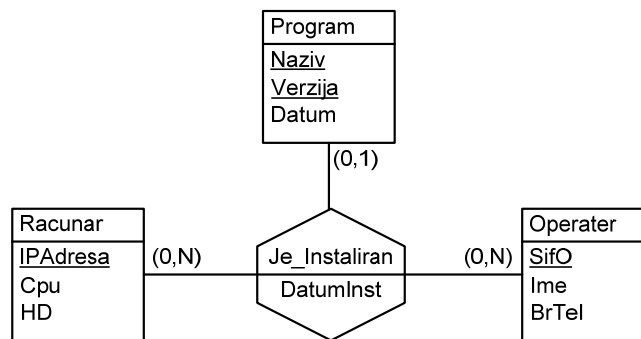 Program
Naziv
Verzija
Datum
(0,1)
Racunar
IPAdresa
Cpu
HD
(0,N)
Je_Instaliran
DatumInst
(0,N)
Operater
SifO
Ime
BrTel